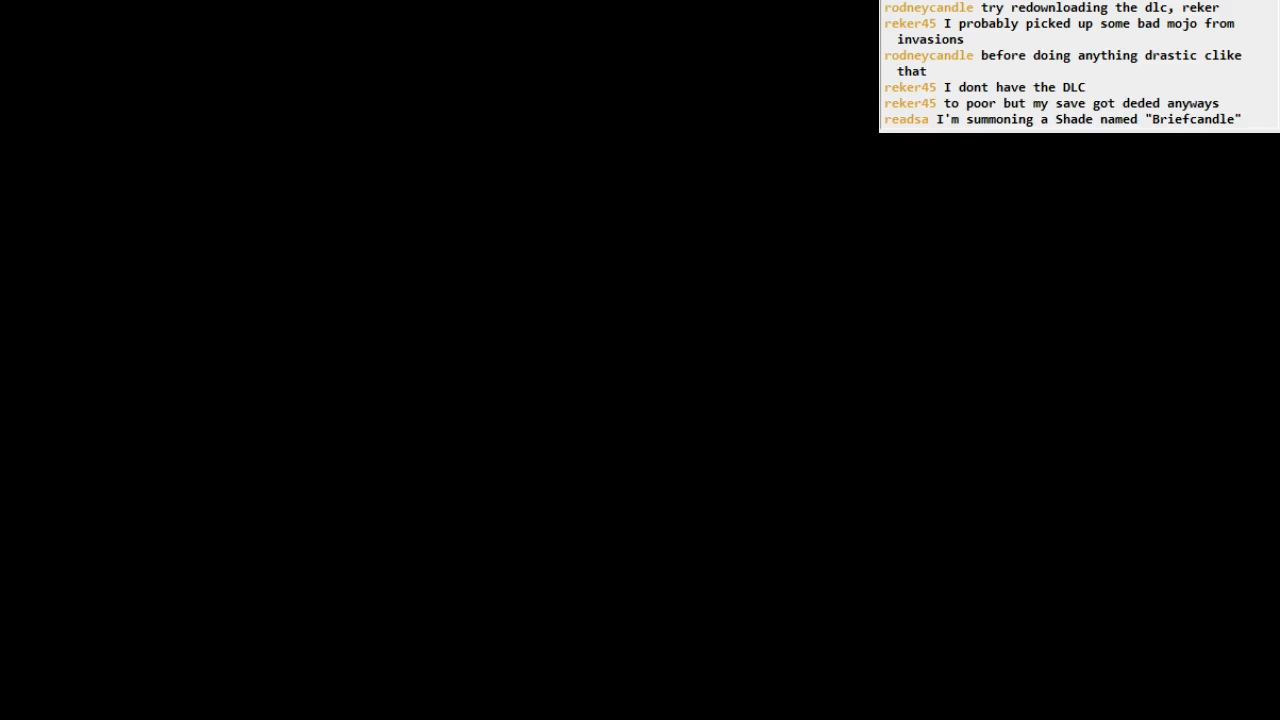 rodneycandle try redownloading the dlc, reker
reker45 I probably picked up some bad mojo from
invasions
rodneycandle before doing anything drastic clike
that
reker45 I dont have the DLC
reker45 to poor but my save got deded anyways
readsa I'm summoning a Shade named "Briefcandle"